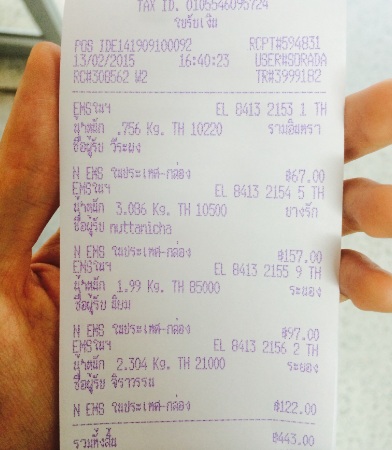 TAX ID. 0105546095724
ใบรับเงิน
POS IDE141909100092 RCPT#594831
13/02/2015 16:40:23 USER#SORADA
RC#308562 W2 TR#3999182
EMSในฯ EL 8413 2153 1 TH
น้ำหนัก .756 Kg. TH 10220 รามอินทรา
ชื่อผู้รับ วีระผง
N EMS ในประเทศ-กล่อง ฿67.00
EMSในฯ EL 8413 2154 5 TH
น้ำหนัก 3.086 Kg. TH 10500 บางรัก
ชื่อผู้รับ nuttanicha
N EMS ในประเทศ-กล่อง ฿157.00
EMSในฯ EL 8413 2155 9 TH
น้ำหนัก 1.99 Kg. TH 85000 ระนอง
ชื่อผู้รับ นิยม
N EMS ในประเทศ-กล่อง ฿97.00
EMSในฯ EL 8413 2156 2 TH
น้ำหนัก 2.304 Kg. TH 21000 ระยอง
ชื่อผู้รับ จิราวรรณ
N EMS ในประเทศ-กล่อง ฿122.00
รวมทั้งสิ้น ฿443.00